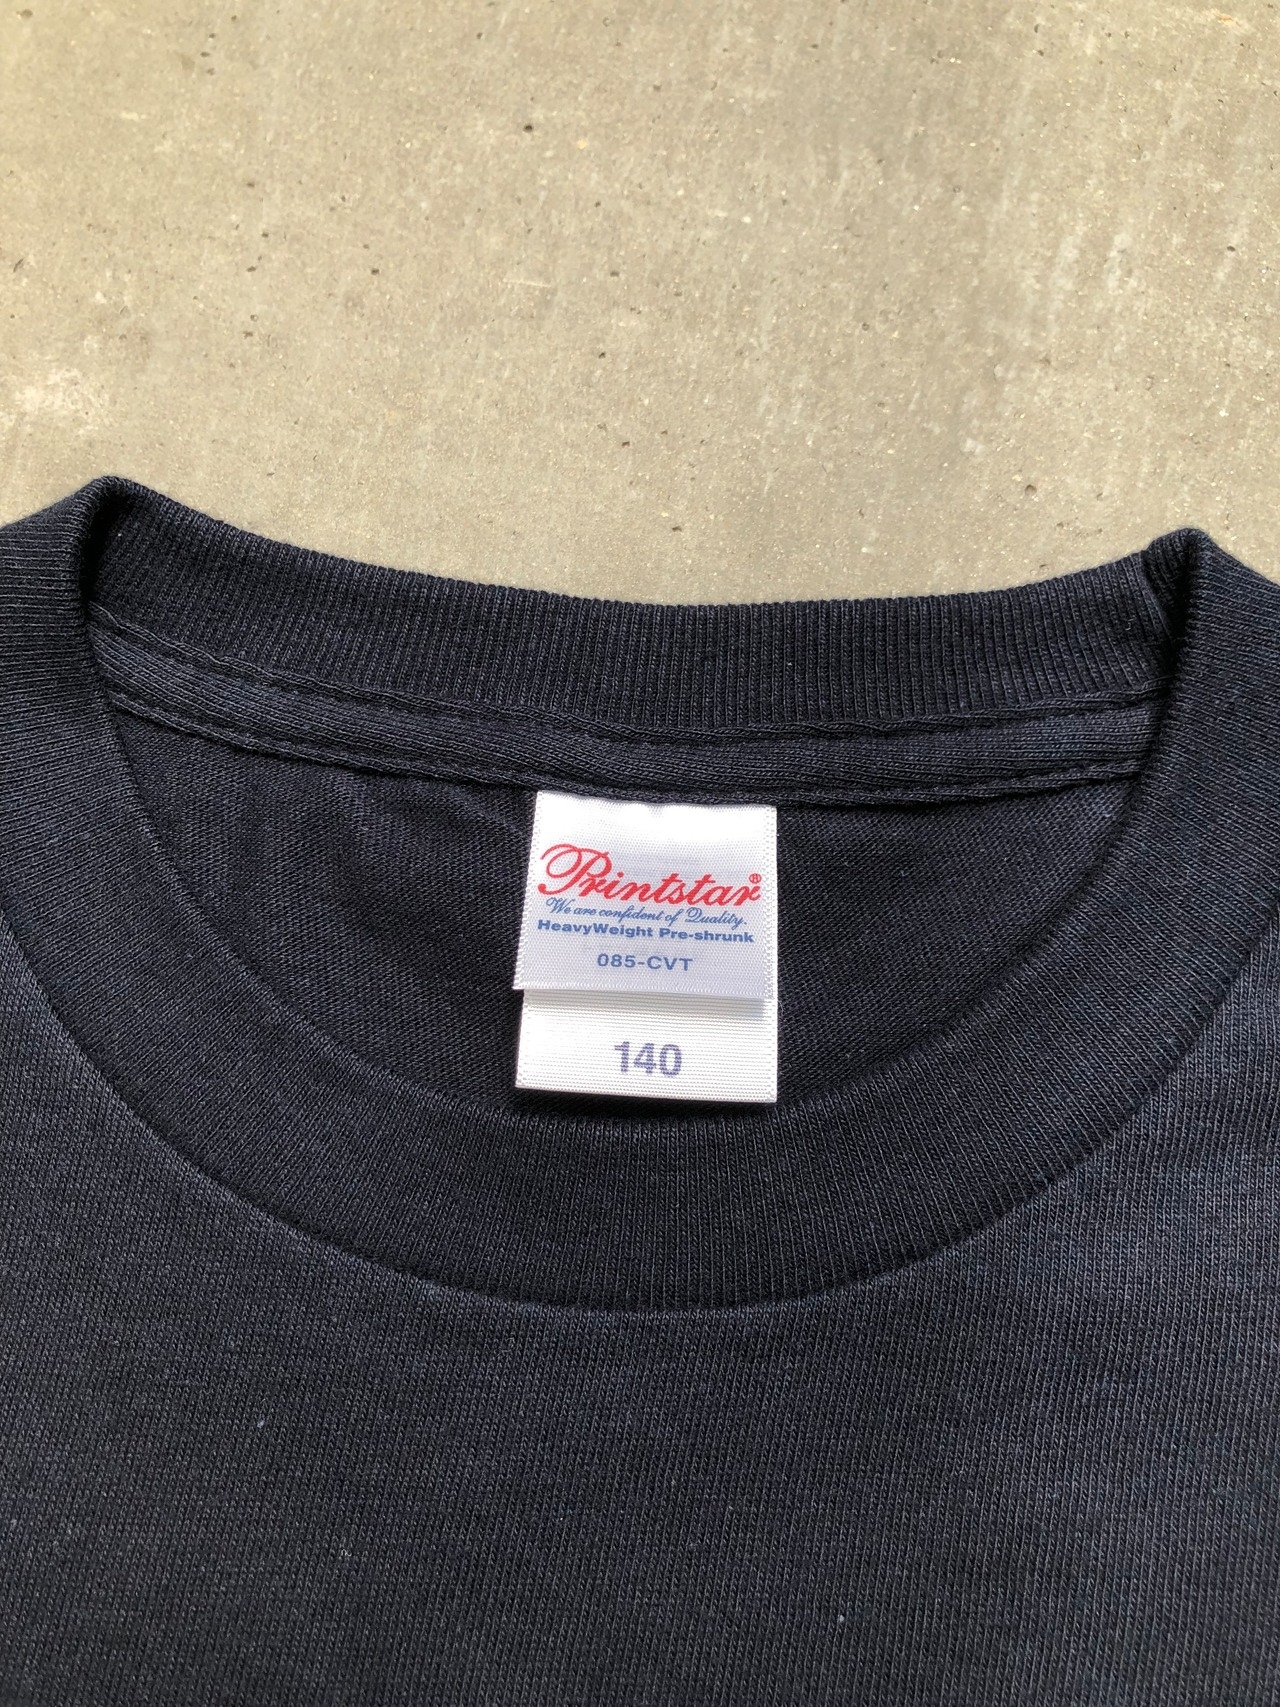 Printstar®
We are confident of Quality.
HeavyWeight Pre-shrunk
085-CVT
140